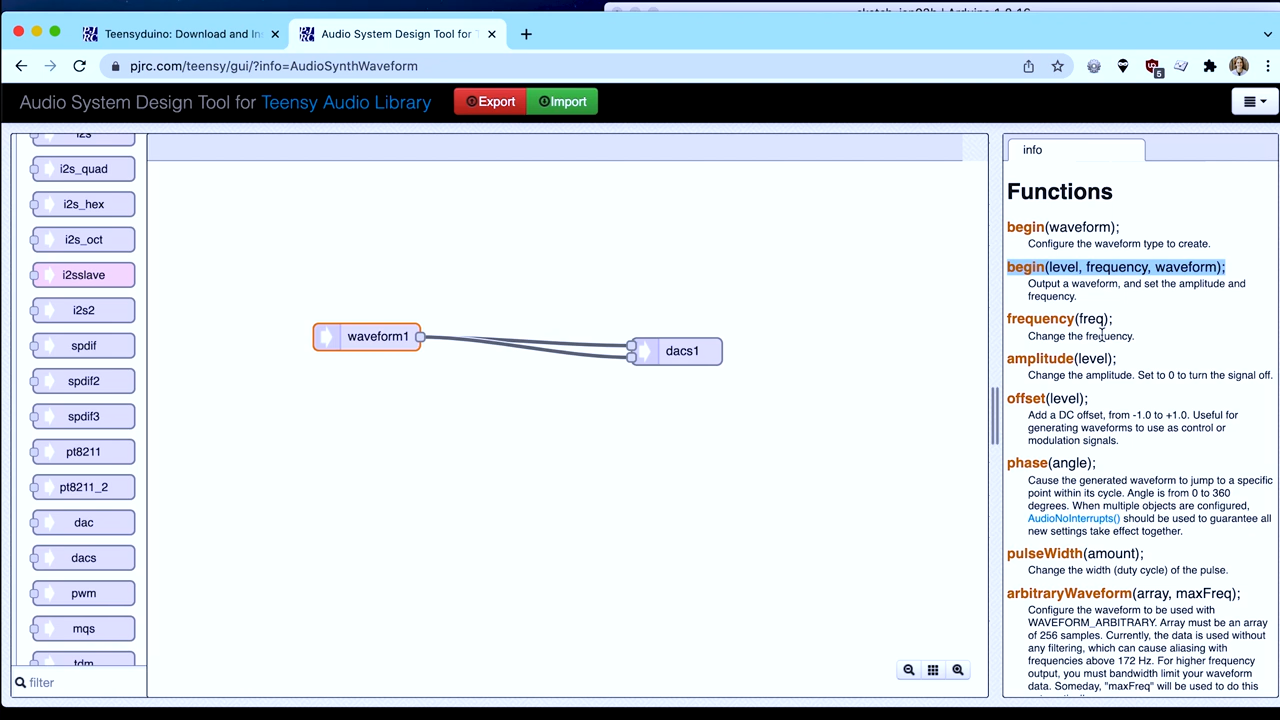 Teensyduino: Download and In
Audio System Design Tool for
pjrc.com/teensy/gui/?info=AudioSynthWaveform
5
Audio System Design Tool for Teensy Audio Library
Export
Import
i2s
i2s_quad
i2s_hex
i2s_oct
i2sslave
i2s2
spdif
spdif2
spdif3
pt8211
pt8211_2
dac
dacs
pwm
mqs
tdm
filter
waveform1
dacs1
info
Functions
begin(waveform);
Configure the waveform type to create.
begin(level, frequency, waveform);
Output a waveform, and set the amplitude and
frequency.
frequency(freq);
Change the frequency.
amplitude(level);
Change the amplitude. Set to 0 to turn the signal off.
offset(level);
Add a DC offset, from -1.0 to +1.0. Useful for
generating waveforms to use as control or
modulation signals.
phase(angle);
Cause the generated waveform to jump to a specific
point within its cycle. Angle is from 0 to 360
degrees. When multiple objects are configured,
AudioNoInterrupts() should be used to guarantee all
new settings take effect together.
pulseWidth(amount);
Change the width (duty cycle) of the pulse.
arbitraryWaveform(array, maxFreq);
Configure the waveform to be used with
WAVEFORM_ARBITRARY. Array must be an array
of 256 samples. Currently, the data is used without
any filtering, which can cause aliasing with
frequencies above 172 Hz. For higher frequency
output, you must bandwidth limit your waveform
data. Someday, "maxFreq" will be used to do this